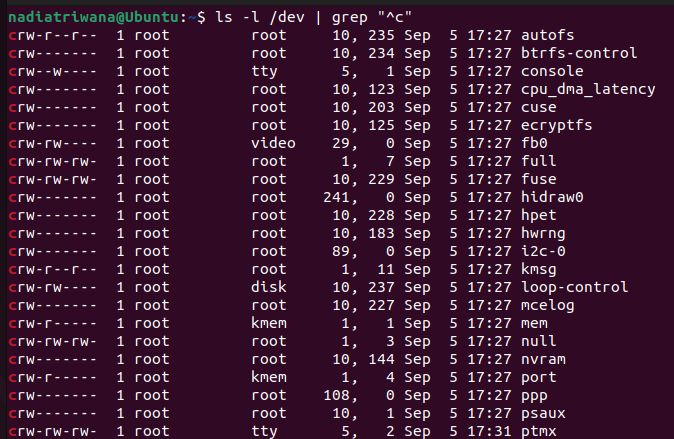 nadiatriwana@Ubuntu:~$ ls -l /dev | grep "^c"
crw-r--r--  1 root     root     10, 235 Sep  5 17:27 autofs
crw-------  1 root     root     10, 234 Sep  5 17:27 btrfs-control
crw--w----  1 root     tty       5,   1 Sep  5 17:27 console
crw-------  1 root     root     10, 123 Sep  5 17:27 cpu_dma_latency
crw-------  1 root     root     10, 203 Sep  5 17:27 cuse
crw-------  1 root     root     10, 125 Sep  5 17:27 ecryptfs
crw-rw----  1 root     video    29,   0 Sep  5 17:27 fb0
crw-rw-rw-  1 root     root      1,   7 Sep  5 17:27 full
crw-rw-rw-  1 root     root     10, 229 Sep  5 17:27 fuse
crw-------  1 root     root    241,   0 Sep  5 17:27 hidraw0
crw-------  1 root     root     10, 228 Sep  5 17:27 hpet
crw-------  1 root     root     10, 183 Sep  5 17:27 hwrng
crw-------  1 root     root     89,   0 Sep  5 17:27 i2c-0
crw-r--r--  1 root     root      1,  11 Sep  5 17:27 kmsg
crw-rw----  1 root     disk     10, 237 Sep  5 17:27 loop-control
crw-------  1 root     root     10, 227 Sep  5 17:27 mcelog
crw-r-----  1 root     kmem      1,   1 Sep  5 17:27 mem
crw-rw-rw-  1 root     root      1,   3 Sep  5 17:27 null
crw-------  1 root     root     10, 144 Sep  5 17:27 nvram
crw-r-----  1 root     kmem      1,   4 Sep  5 17:27 port
crw-------  1 root     root    108,   0 Sep  5 17:27 ppp
crw-------  1 root     root     10,   1 Sep  5 17:27 psaux
crw-rw-rw-  1 root     tty       5,   2 Sep  5 17:31 ptmx